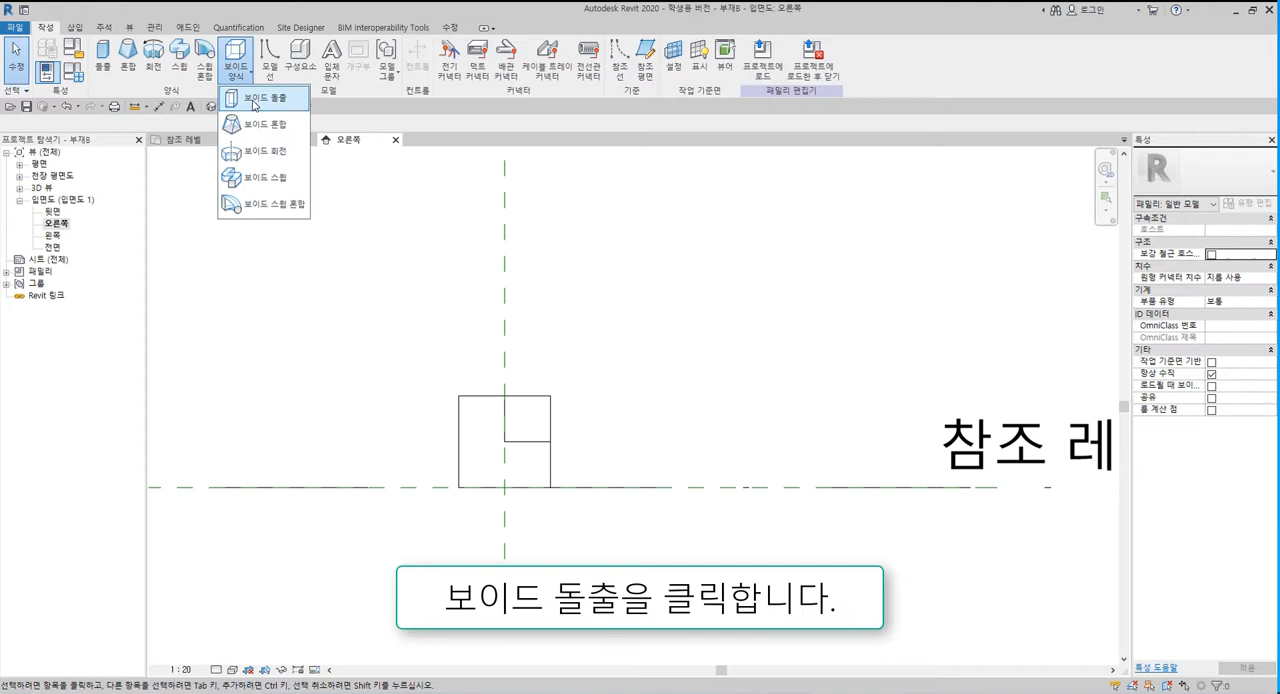 Autodesk Revit 2020 - 학생용 버전 - 부재B - 입면도: 오른쪽
로그인
파일 작성 삽입 주석 뷰 관리 애드인 Quantification Site Designer BIM Interoperability Tools 수정
수정
돌출
혼합
회전
스윕
스윕
혼합
보이드
양식
모델
선
구성요소
입체
문자
개구부
모델
그룹
컨트롤
전기
커넥터
덕트
커넥터
배관
커넥터
케이블 트레이
커넥터
전선관
커넥터
참조
선
참조
평면
설정
표시
뷰어
프로젝트에
로드
프로젝트에
로드한 후 닫기
선택
특성
양식
모델
컨트롤
커넥터
기준
작업 기준면
패밀리 편집기
보이드 돌출
보이드 혼합
보이드 회전
보이드 스윕
보이드 스윕 혼합
프로젝트 탐색기 - 부재B
참조 레벨
오른쪽
특성
뷰 (전체)
평면
천장 평면도
3D 뷰
입면도 (입면도 1)
뒷면
오른쪽
왼쪽
전면
시트 (전체)
패밀리
그룹
Revit 링크
패밀리: 일반 모델
유형 편집
구속조건
호스트
구조
보강 철근 호스...
치수
원형 커넥터 치수 지름 사용
기계
부품 유형 보통
ID 데이터
OmniClass 번호
OmniClass 제목
기타
작업 기준면 기반
항상 수직
로드될 때 보이...
공유
룸 계산 점
참조 레
보이드 돌출을 클릭합니다.
1 : 20
특성 도움말
적용
선택하려면 항목을 클릭하고, 다른 항목을 선택하려면 Tab 키, 추가하려면 Ctrl 키, 선택 취소하려면 Shift 키를 누르십시오.
:0